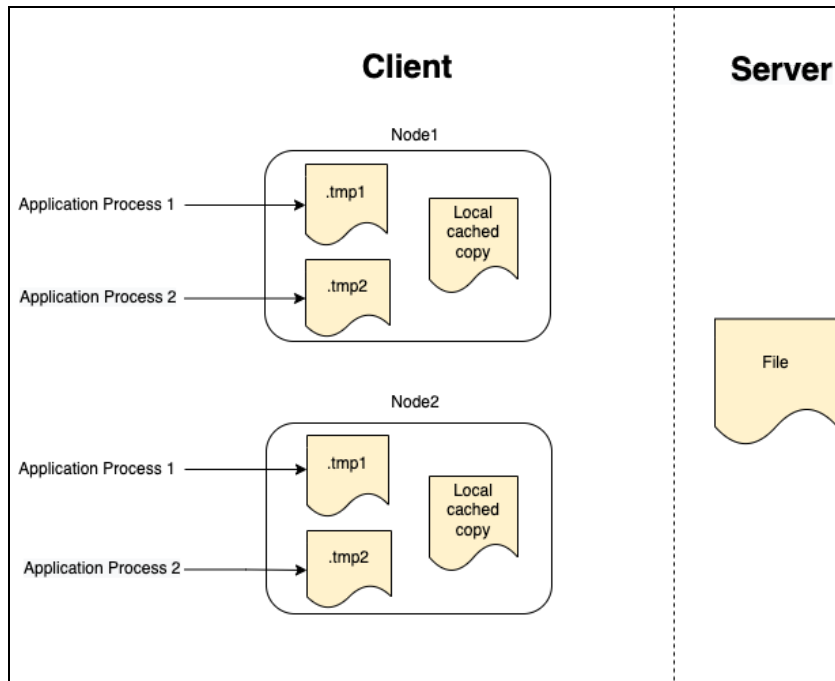 Client
Server
Node1
Application Process 1
.tmp1
Local
cached
copy
Application Process 2
.tmp2
File
Node2
Application Process 1
.tmp1
Local
cached
copy
Application Process 2
.tmp2